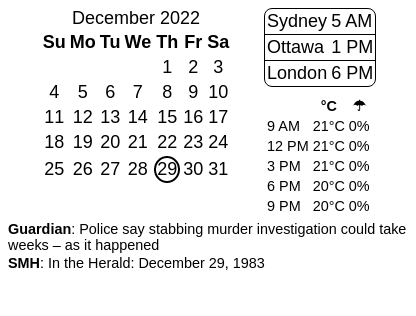 December 2022
Su Mo Tu We Th Fr Sa
1 2 3
4 5 6 7 8 9 10
11 12 13 14 15 16 17
18 19 20 21 22 23 24
25 26 27 28 29 30 31
Sydney 5 AM
Ottawa 1 PM
London 6 PM
°C ☂
9 AM 21°C 0%
12 PM 21°C 0%
3 PM 21°C 0%
6 PM 20°C 0%
9 PM 20°C 0%
Guardian: Police say stabbing murder investigation could take
weeks – as it happened
SMH: In the Herald: December 29, 1983